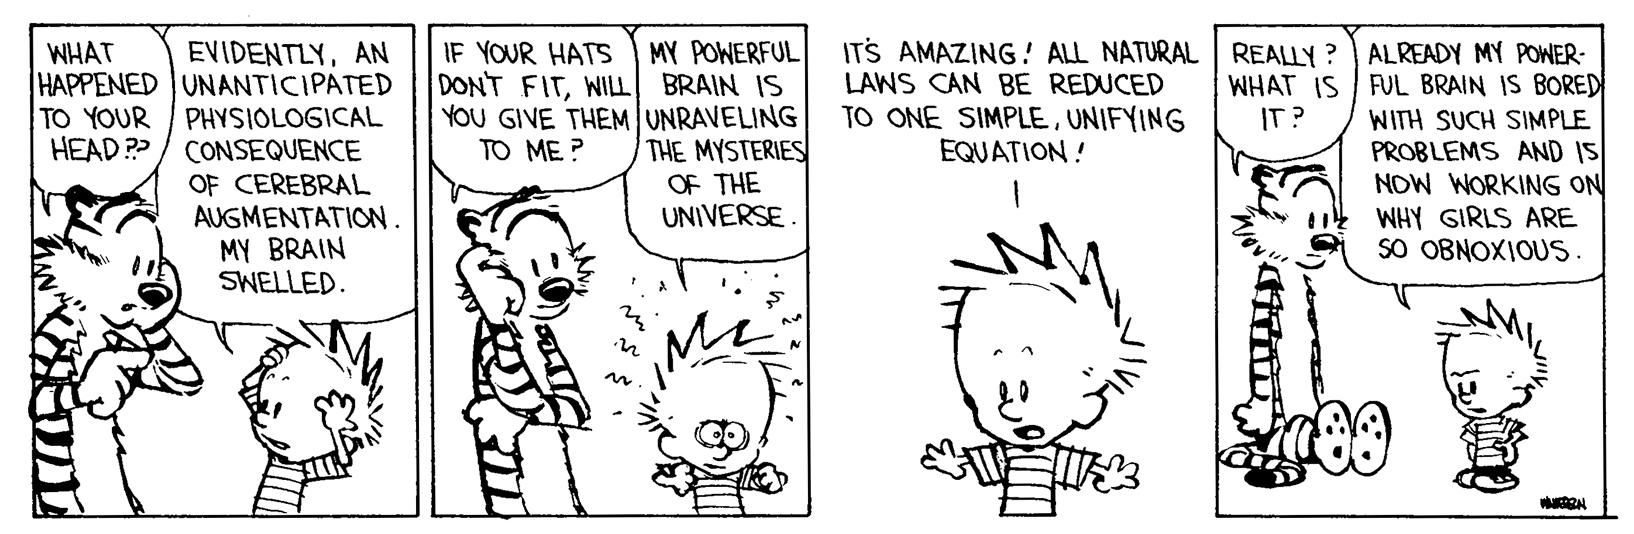 WHAT
HAPPENED
TO YOUR
HEAD??
EVIDENTLY, AN
UNANTICIPATED
PHYSIOLOGICAL
CONSEQUENCE
OF CEREBRAL
AUGMENTATION.
MY BRAIN
SWELLED.
IF YOUR HATS
DON'T FIT, WILL
YOU GIVE THEM
TO ME?
MY POWERFUL
BRAIN IS
UNRAVELING
THE MYSTERIES
OF THE
UNIVERSE.
IT'S AMAZING! ALL NATURAL
LAWS CAN BE REDUCED
TO ONE SIMPLE, UNIFYING
EQUATION!
REALLY?
WHAT IS
IT?
ALREADY MY POWER-
FUL BRAIN IS BORED
WITH SUCH SIMPLE
PROBLEMS AND IS
NOW WORKING ON
WHY GIRLS ARE
SO OBNOXIOUS.